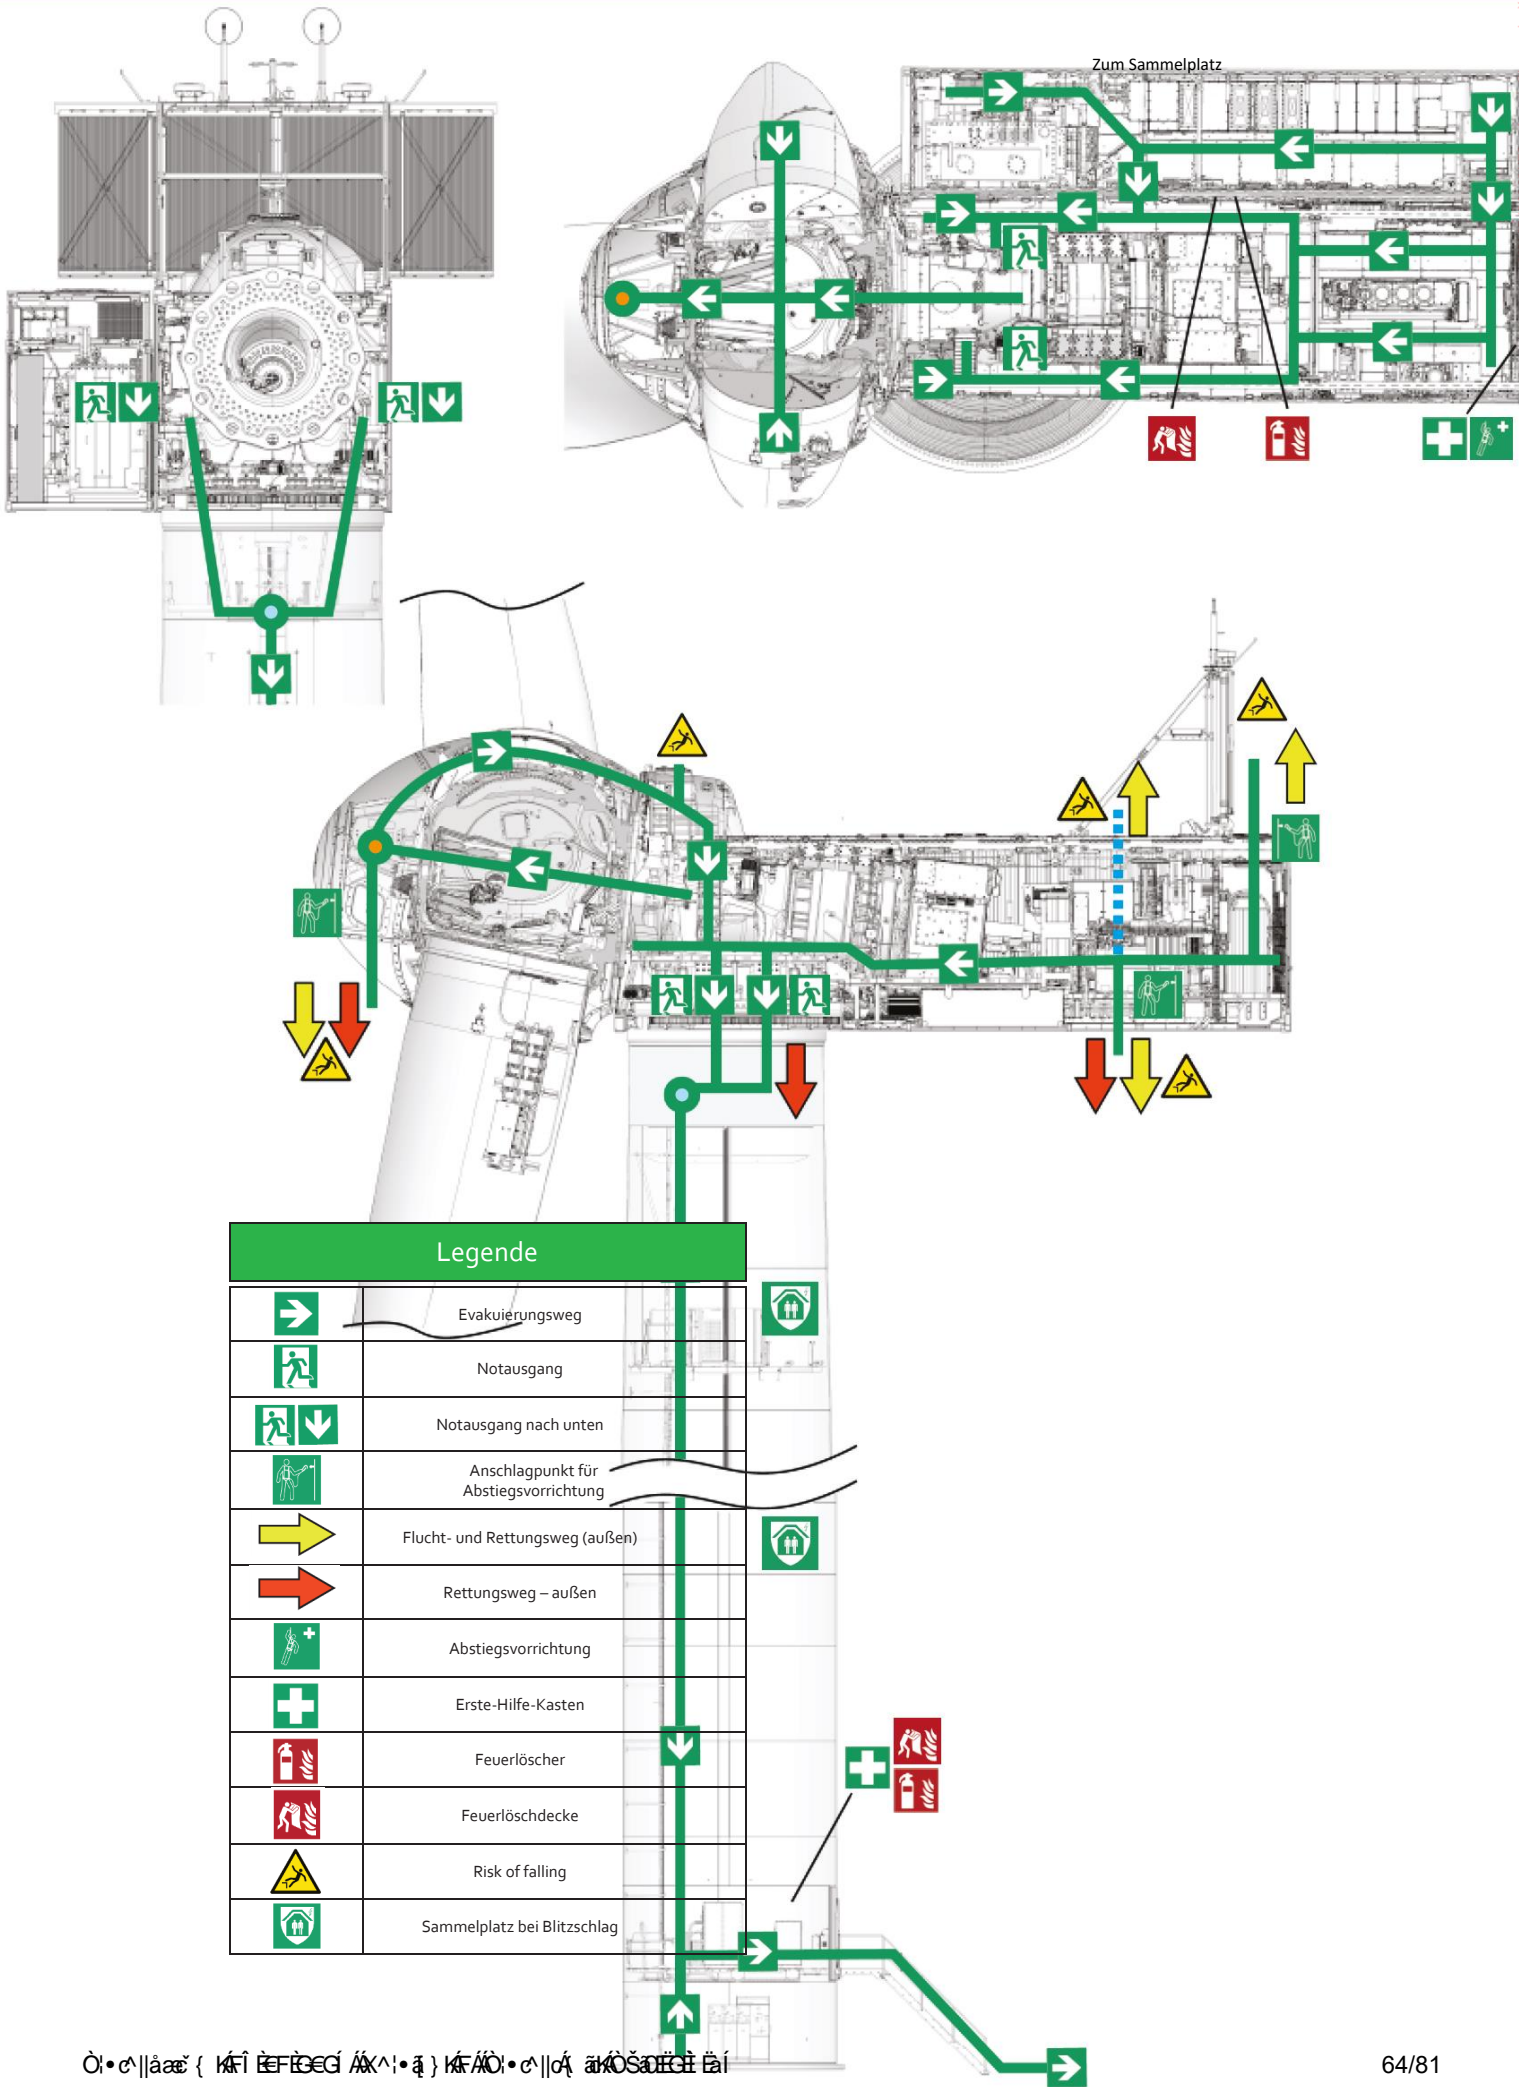 Zum Sammelplatz
Legende
Evakuierungsweg
Notausgang
Notausgang nach unten
Anschlagpunkt für
Abstiegsvorrichtung
Flucht- und Rettungsweg (außen)
Rettungsweg – außen
Abstiegsvorrichtung
Erste-Hilfe-Kasten
Feuerlöscher
Feuerlöschdecke
Risk of falling
Sammelplatz bei Blitzschlag
64/81